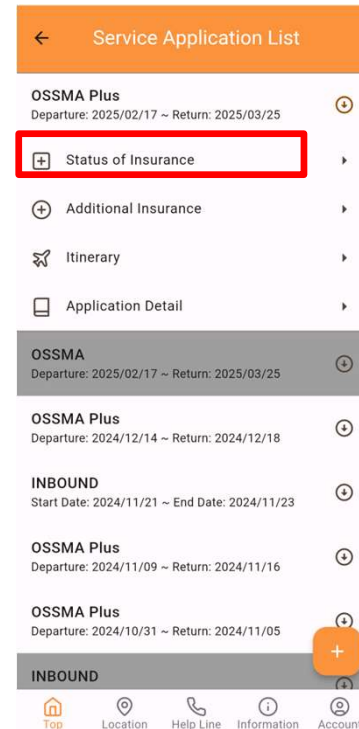 Service Application List
OSSMA Plus
Departure: 2025/02/17 ~ Return: 2025/03/25
Status of Insurance
Additional Insurance
Itinerary
Application Detail
OSSMA
Departure: 2025/02/17 ~ Return: 2025/03/25
OSSMA Plus
Departure: 2024/12/14 ~ Return: 2024/12/18
INBOUND
Start Date: 2024/11/21 ~ End Date: 2024/11/23
OSSMA Plus
Departure: 2024/11/09 ~ Return: 2024/11/16
OSSMA Plus
Departure: 2024/10/31 ~ Return: 2024/11/05
INBOUND
Top Location Help Line Information Account